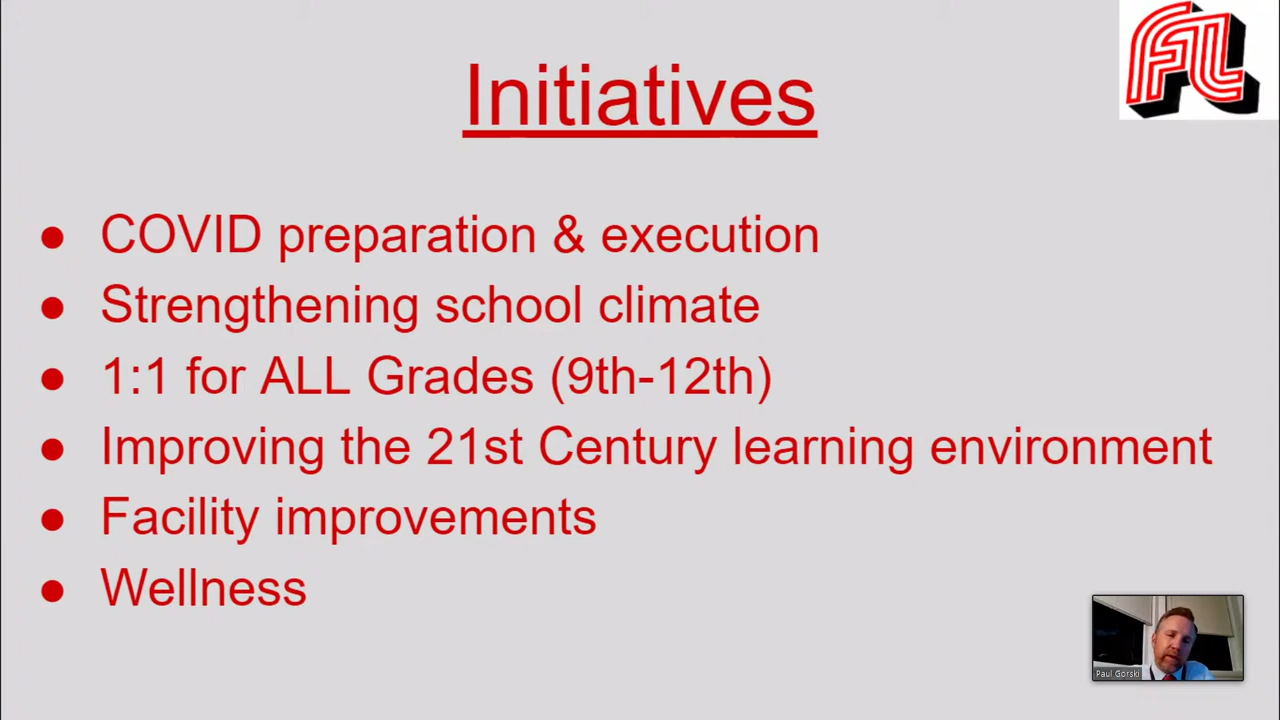 FL
Initiatives
● COVID preparation & execution
● Strengthening school climate
● 1:1 for ALL Grades (9th-12th)
● Improving the 21st Century learning environment
● Facility improvements
● Wellness
Paul Gorski